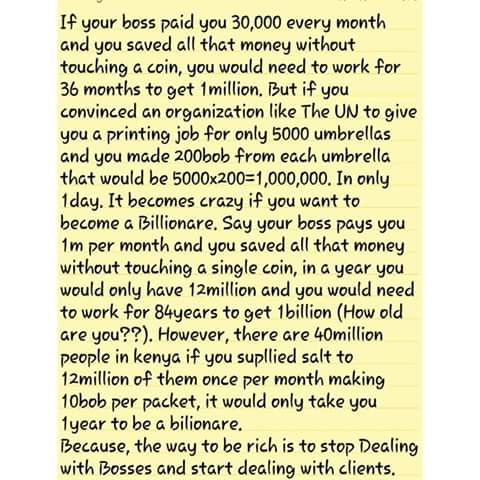 If your boss paid you 30,000 every month
and you saved all that money without
touching a coin, you would need to work for
36 months to get 1million. But if you
convinced an organization like The UN to give
you a printing job for only 5000 umbrellas
and you made 200bob from each umbrella
that would be 5000x200=1,000,000. In only
1day. It becomes crazy if you want to
become a Billionare. Say your boss pays you
1m per month and you saved all that money
without touching a single coin, in a year you
would only have 12million and you would need
to work for 84years to get 1billion (How old
are you??). However, there are 40million
people in kenya if you supllied salt to
12million of them once per month making
10bob per packet, it would only take you
1year to be a bilionare.
Because, the way to be rich is to stop Dealing
with Bosses and start dealing with clients.